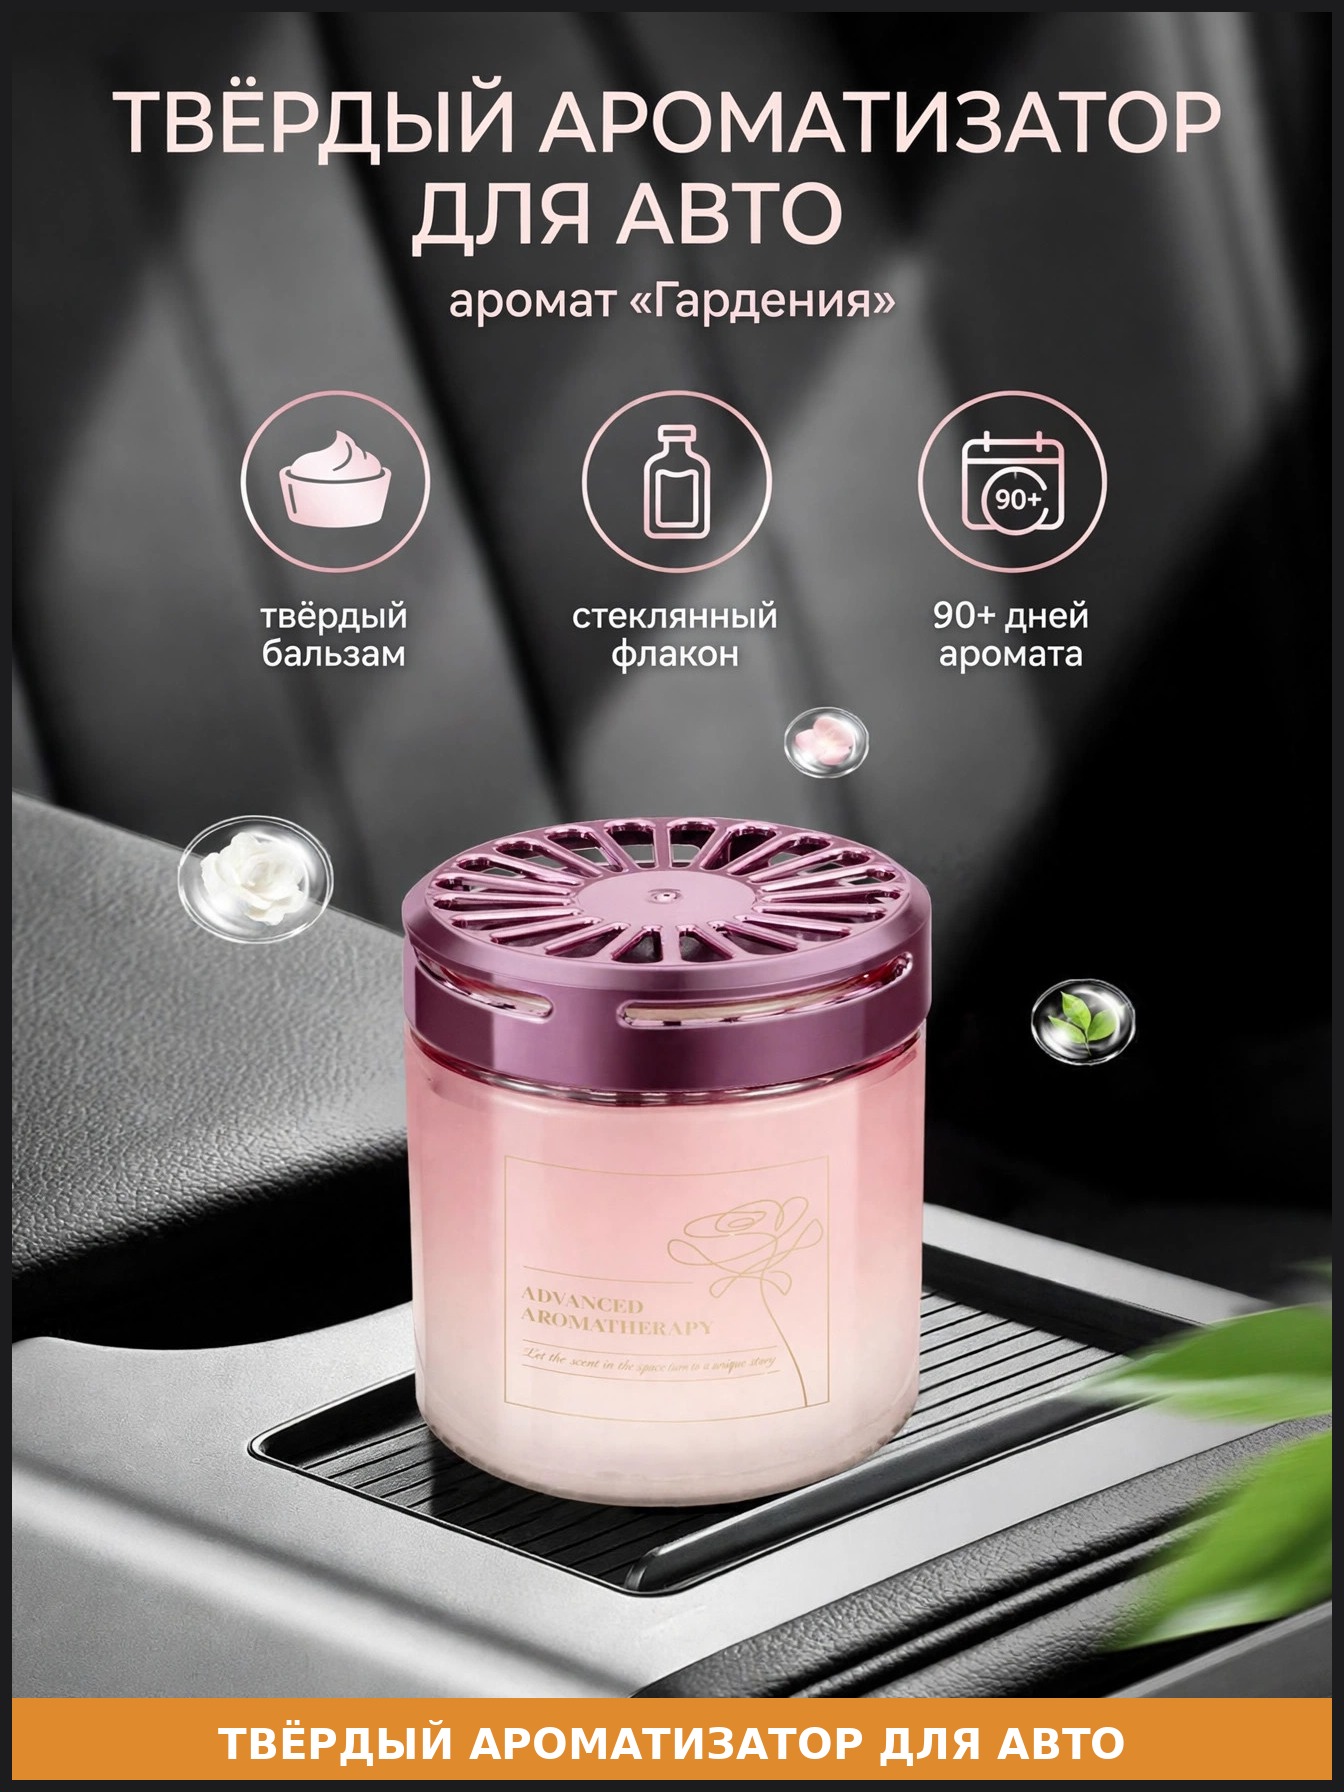 ТВЁРДЫЙ АРОМАТИЗАТОР
ДЛЯ АВТО
аромат «Гардения»
90+
твёрдый
бальзам
стеклянный
флакон
90+ дней
аромата
ADVANCED
AROMATHERAPY
Let the scent in the space turn to a unique story
ТВЁРДЫЙ АРОМАТИЗАТОР ДЛЯ АВТО